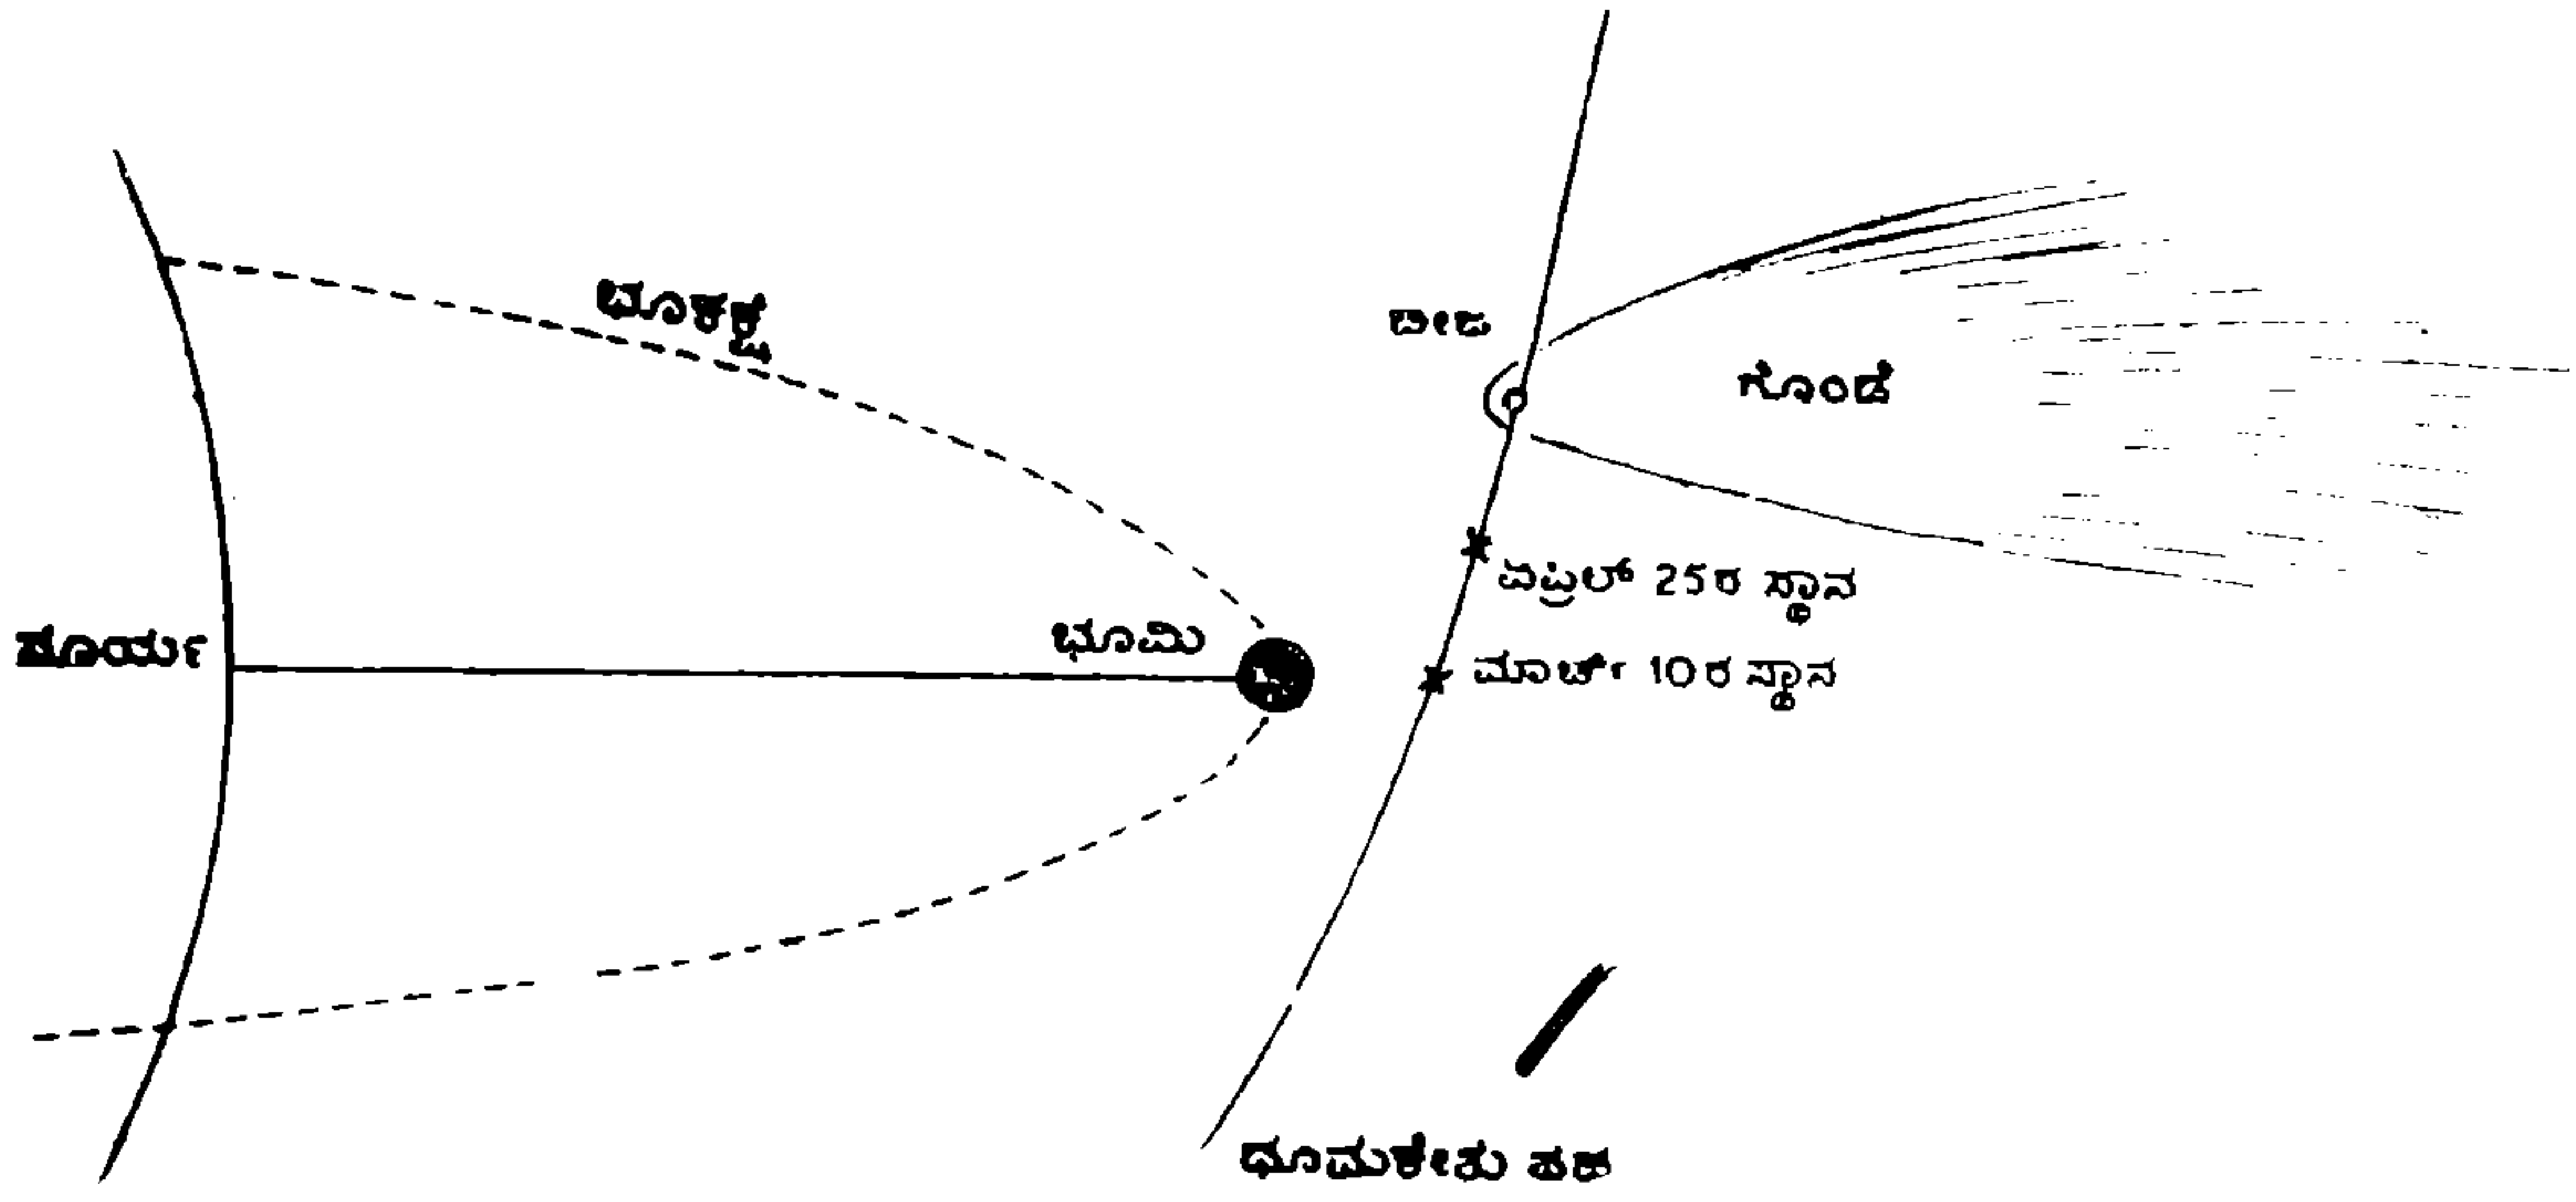 ಭೂಕಕ್ಷೆ
ಬೀಜ
ಗೊಂಡೆ
ಏಪ್ರಿಲ್ 25ರ ಸ್ಥಾನ
ಸೂರ್ಯ
ಭೂಮಿ
ಮಾರ್ಚ್ 10ರ ಸ್ಥಾನ
ಧೂಮಕೇತು ಪಥ